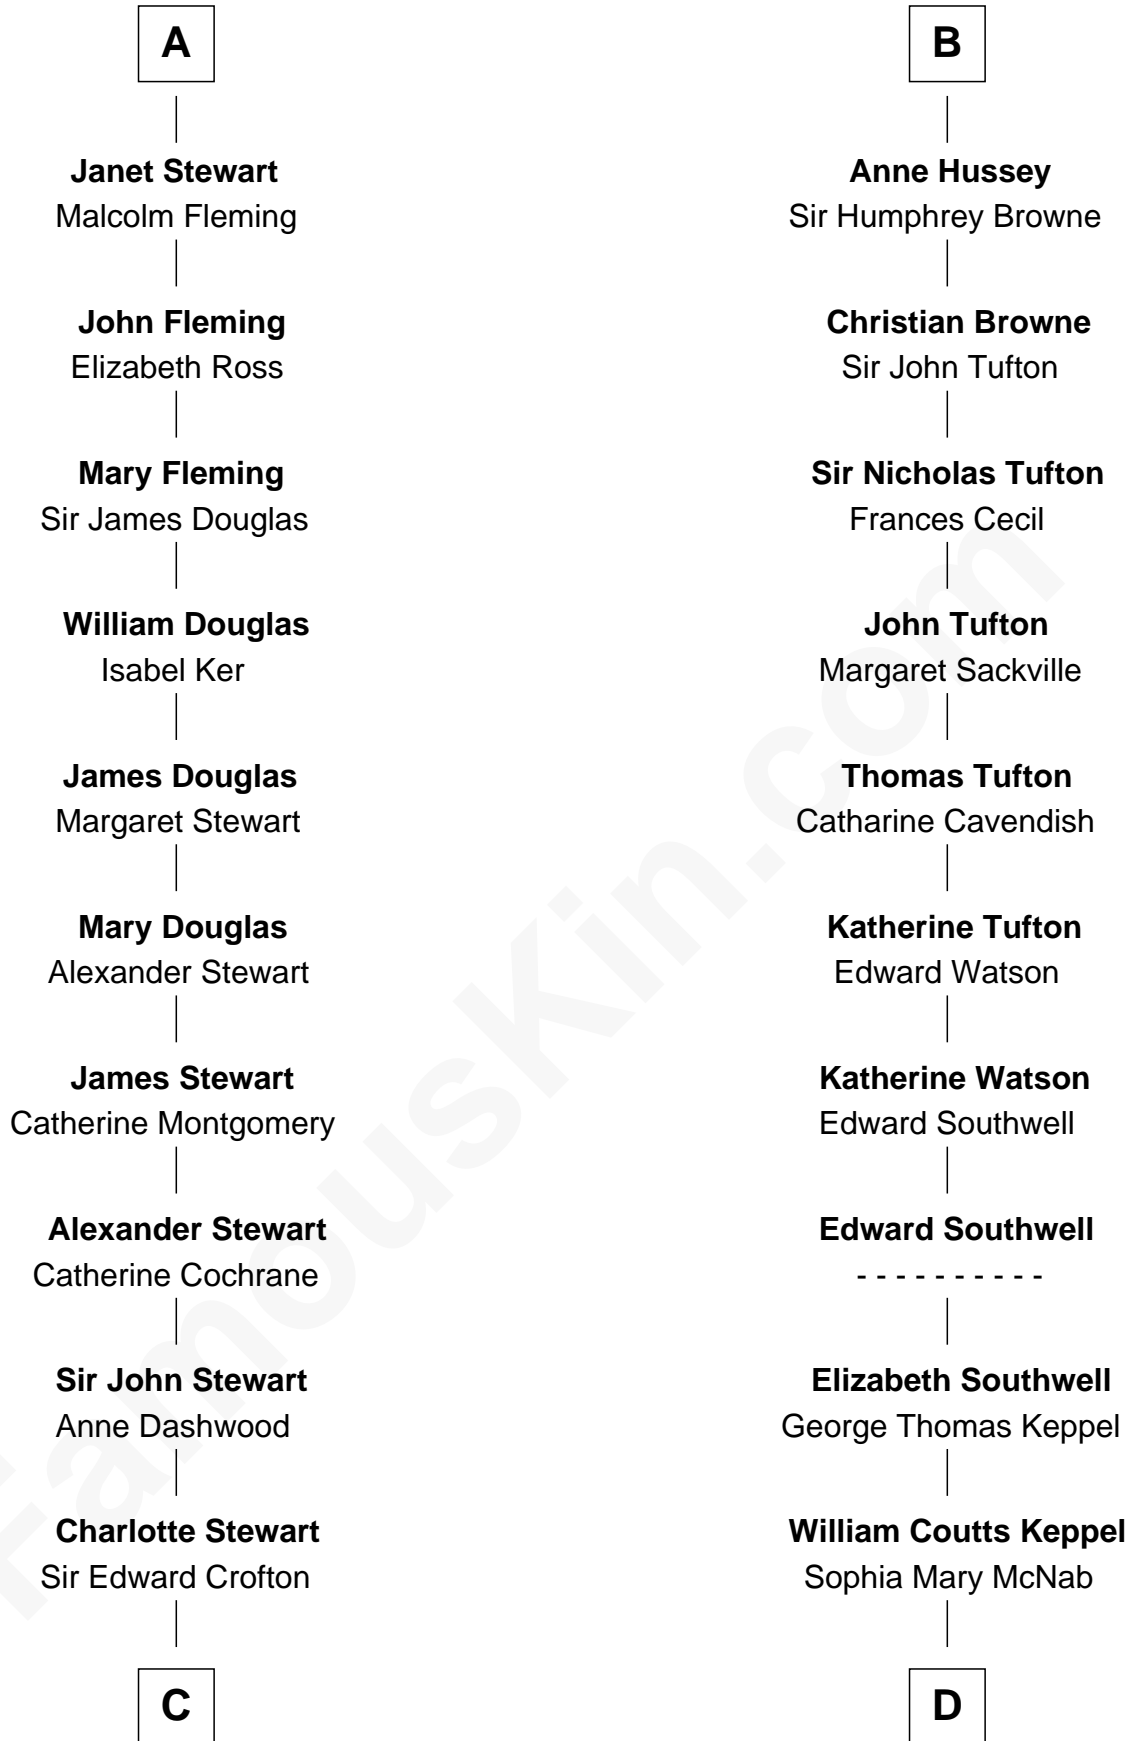 A
Janet Stewart
Malcolm Fleming
John Fleming
Elizabeth Ross
Mary Fleming
Sir James Douglas
William Douglas
Isabel Ker
James Douglas
Margaret Stewart
Mary Douglas
Alexander Stewart
James Stewart
Catherine Montgomery
Alexander Stewart
Catherine Cochrane
Sir John Stewart
Anne Dashwood
Charlotte Stewart
Sir Edward Crofton
C
B
Anne Hussey
Sir Humphrey Browne
Christian Browne
Sir John Tufton
Sir Nicholas Tufton
Frances Cecil
John Tufton
Margaret Sackville
Thomas Tufton
Catharine Cavendish
Katherine Tufton
Edward Watson
Katherine Watson
Edward Southwell
Edward Southwell
- - - - - - - - - -
Elizabeth Southwell
George Thomas Keppel
William Coutts Keppel
Sophia Mary McNab
D
FamousKin.com